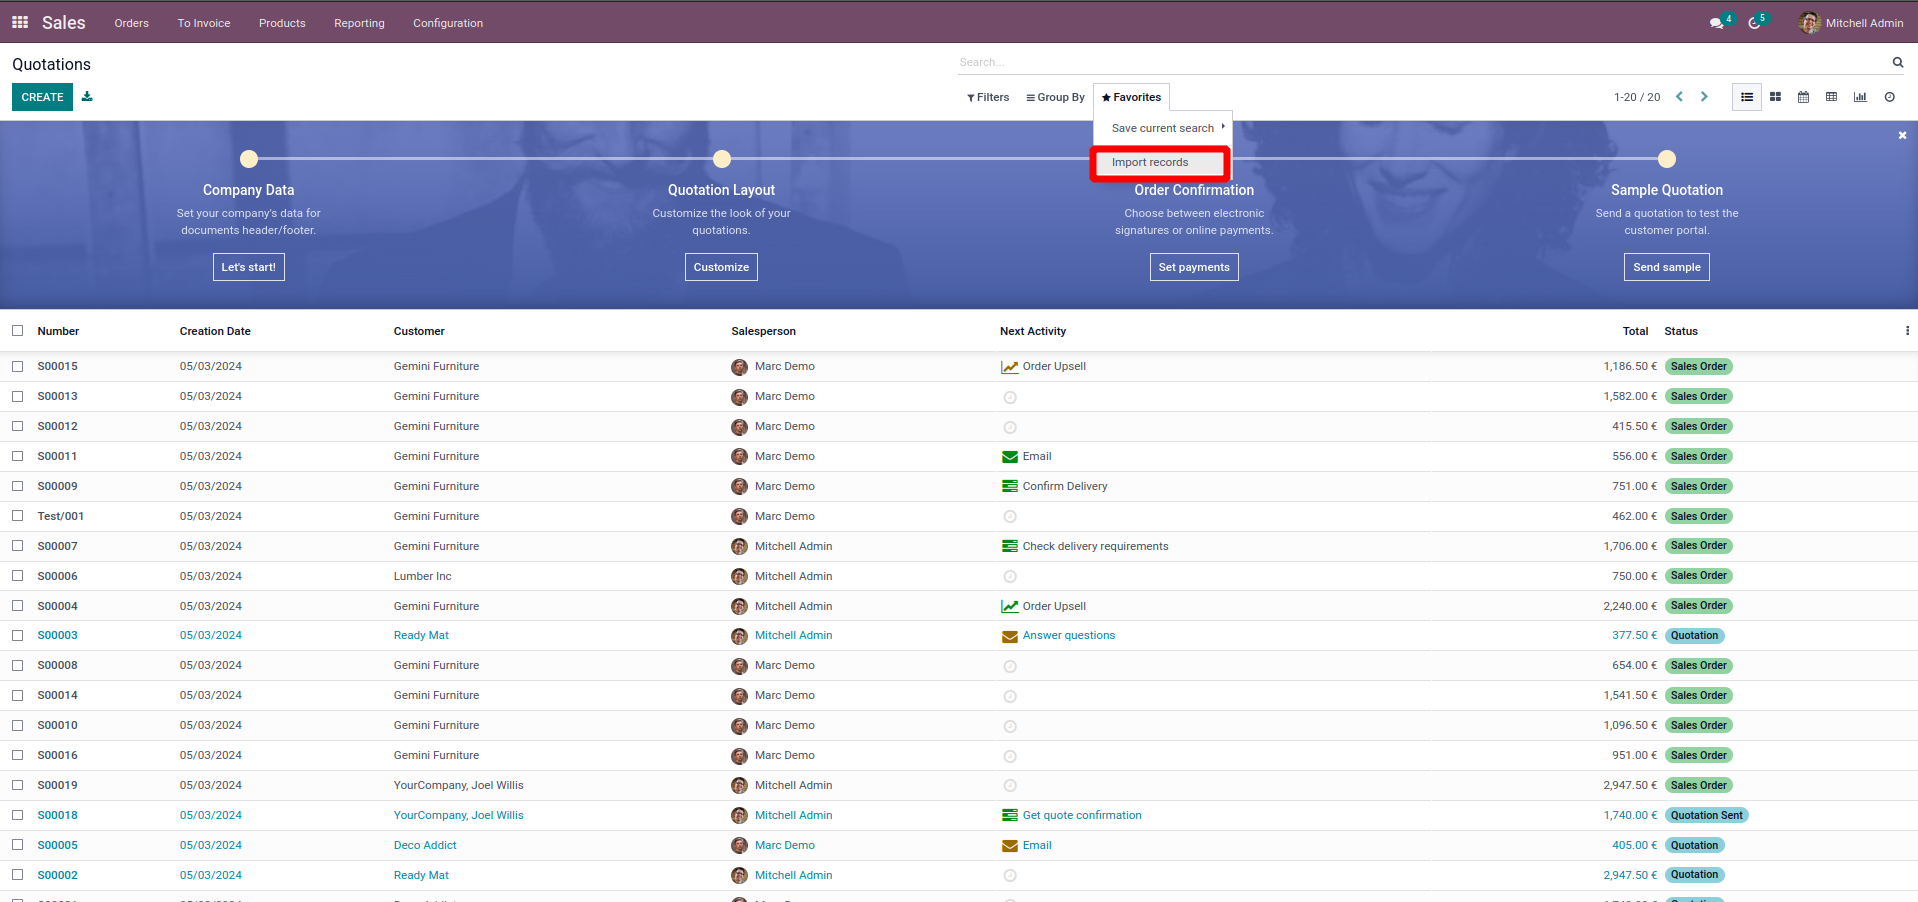 Sales Orders To Invoice Products Reporting Configuration 4 5 Mitchell Admin
Quotations
Search...
CREATE
Filters Group By Favorites
1-20 / 20
Save current search
Import records
Company Data
Set your company's data for
documents header/footer.
Let's start!
Quotation Layout
Customize the look of your
quotations.
Customize
Order Confirmation
Choose between electronic
signatures or online payments.
Set payments
Sample Quotation
Send a quotation to test the
customer portal.
Send sample
Number Creation Date Customer Salesperson Next Activity Total Status
S00015 05/03/2024 Gemini Furniture Marc Demo Order Upsell 1,186.50 € Sales Order
S00013 05/03/2024 Gemini Furniture Marc Demo 1,582.00 € Sales Order
S00012 05/03/2024 Gemini Furniture Marc Demo 415.50 € Sales Order
S00011 05/03/2024 Gemini Furniture Marc Demo Email 556.00 € Sales Order
S00009 05/03/2024 Gemini Furniture Marc Demo Confirm Delivery 751.00 € Sales Order
Test/001 05/03/2024 Gemini Furniture Marc Demo 462.00 € Sales Order
S00007 05/03/2024 Gemini Furniture Mitchell Admin Check delivery requirements 1,706.00 € Sales Order
S00006 05/03/2024 Lumber Inc Mitchell Admin 750.00 € Sales Order
S00004 05/03/2024 Gemini Furniture Mitchell Admin Order Upsell 2,240.00 € Sales Order
S00003 05/03/2024 Ready Mat Mitchell Admin Answer questions 377.50 € Quotation
S00008 05/03/2024 Gemini Furniture Marc Demo 654.00 € Sales Order
S00014 05/03/2024 Gemini Furniture Marc Demo 1,541.50 € Sales Order
S00010 05/03/2024 Gemini Furniture Marc Demo 1,096.50 € Sales Order
S00016 05/03/2024 Gemini Furniture Marc Demo 951.00 € Sales Order
S00019 05/03/2024 YourCompany, Joel Willis Mitchell Admin 2,947.50 € Sales Order
S00018 05/03/2024 YourCompany, Joel Willis Mitchell Admin Get quote confirmation 1,740.00 € Quotation Sent
S00005 05/03/2024 Deco Addict Marc Demo Email 405.00 € Quotation
S00002 05/03/2024 Ready Mat Mitchell Admin 2,947.50 € Quotation